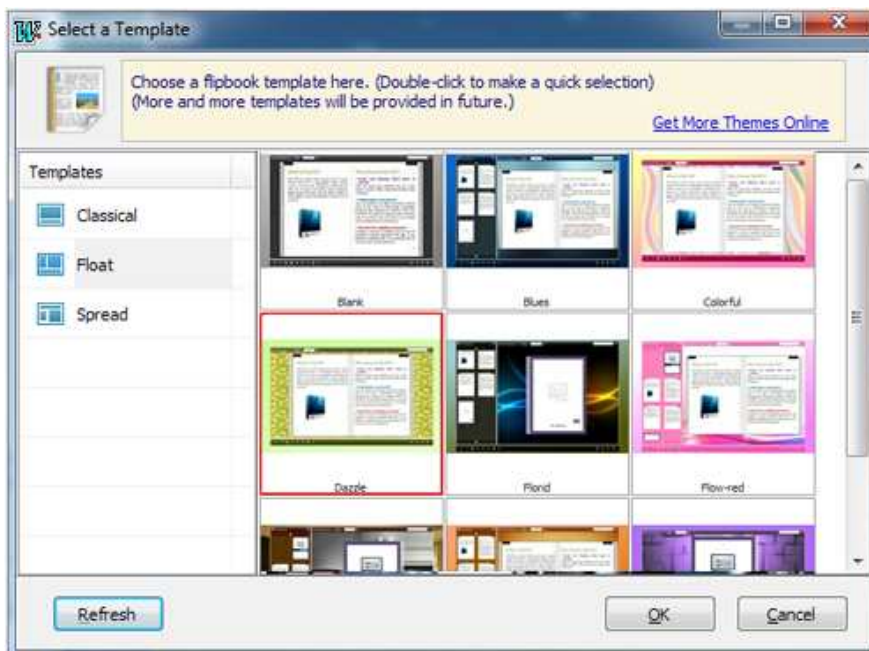 Select a Template
Choose a flipbook template here. (Double-click to make a quick selection)
(More and more templates will be provided in future.)
Get More Themes Online
Templates
Classical
Float
Spread
Blank
Blues
Colorful
Dazzle
Florid
Flow-red
Refresh
OK
Cancel